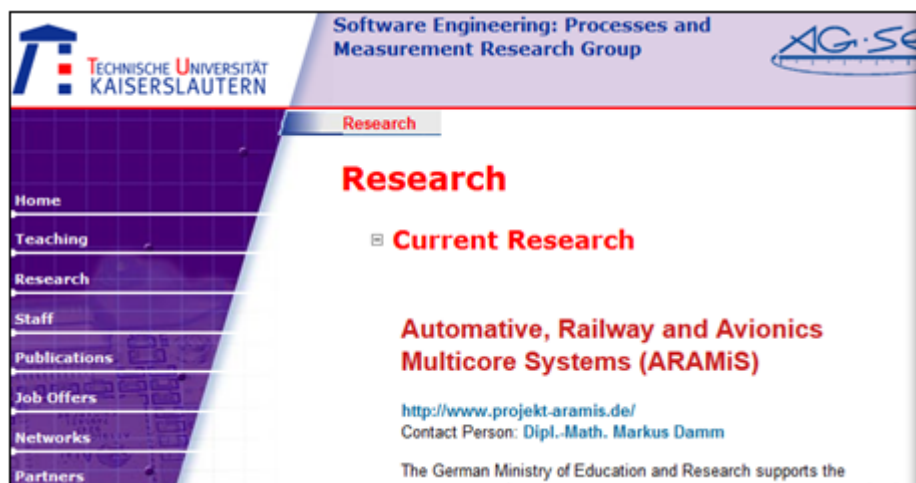 Software Engineering: Processes and
Measurement Research Group
AG·SE
TECHNISCHE UNIVERSITÄT
KAISERSLAUTERN
Research
Research
Home
Teaching
Research
Staff
Publications
Job Offers
Networks
Partners
Current Research
Automative, Railway and Avionics
Multicore Systems (ARAMiS)
http://www.projekt-aramis.de/
Contact Person: Dipl.-Math. Markus Damm
The German Ministry of Education and Research supports the